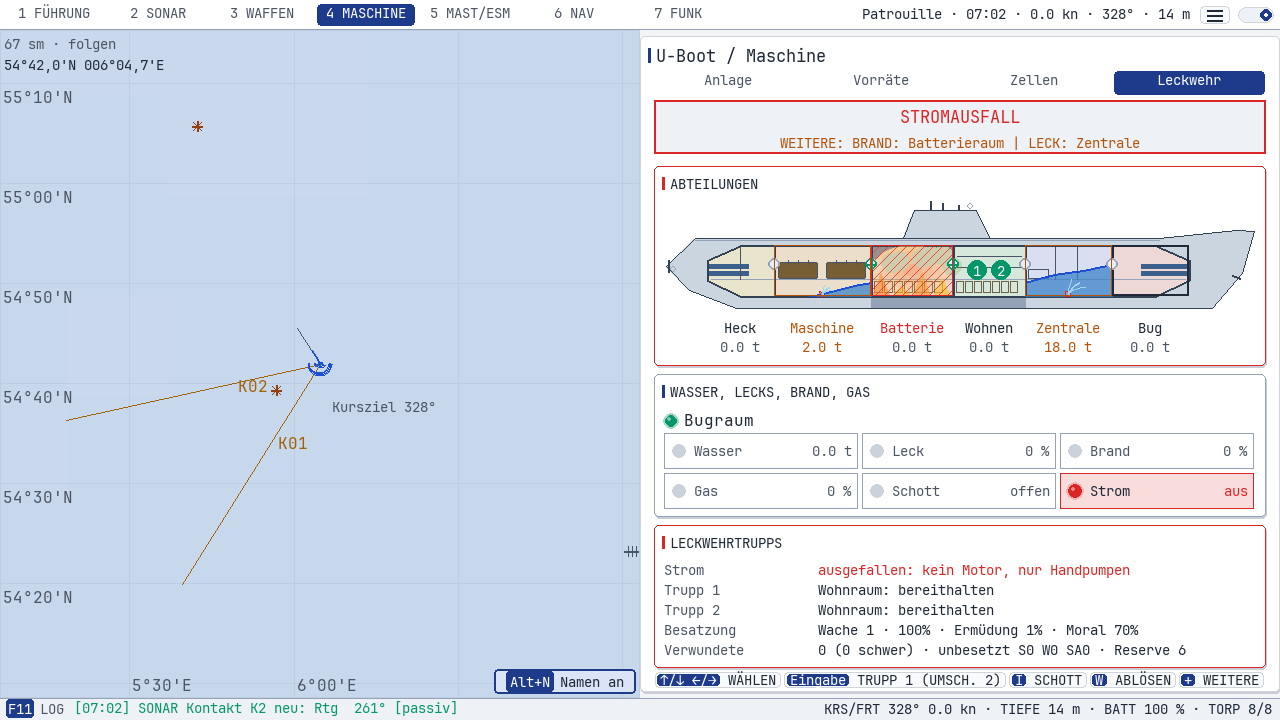 1 FÜHRUNG 2 SONAR 3 WAFFEN 4 MASCHINE 5 MAST/ESM 6 NAV 7 FUNK Patrouille · 07:02 · 0.0 kn · 328° · 14 m
67 sm · folgen
54°42,0'N 006°04,7'E
55°10'N
55°00'N
54°50'N
54°40'N
54°30'N
54°20'N
K02
Kursziel 328°
K01
5°30'E 6°00'E
Alt+N Namen an
U-Boot / Maschine
Anlage Vorräte Zellen Leckwehr
STROMAUSFALL
WEITERE: BRAND: Batterieraum | LECK: Zentrale
ABTEILUNGEN
1 2
Heck Maschine Batterie Wohnen Zentrale Bug
0.0 t 2.0 t 0.0 t 0.0 t 18.0 t 0.0 t
WASSER, LECKS, BRAND, GAS
Bugraum
Wasser 0.0 t Leck 0 % Brand 0 %
Gas 0 % Schott offen Strom aus
LECKWEHRTRUPPS
Strom ausgefallen: kein Motor, nur Handpumpen
Trupp 1 Wohnraum: bereithalten
Trupp 2 Wohnraum: bereithalten
Besatzung Wache 1 · 100% · Ermüdung 1% · Moral 70%
Verwundete 0 (0 schwer) · unbesetzt S0 W0 SA0 · Reserve 6
↑/↓ ←/→ WÄHLEN Eingabe TRUPP 1 (UMSCH. 2) I SCHOTT W ABLÖSEN + WEITERE
F11 LOG [07:02] SONAR Kontakt K2 neu: Rtg 261° [passiv] KRS/FRT 328° 0.0 kn · TIEFE 14 m · BATT 100 % · TORP 8/8